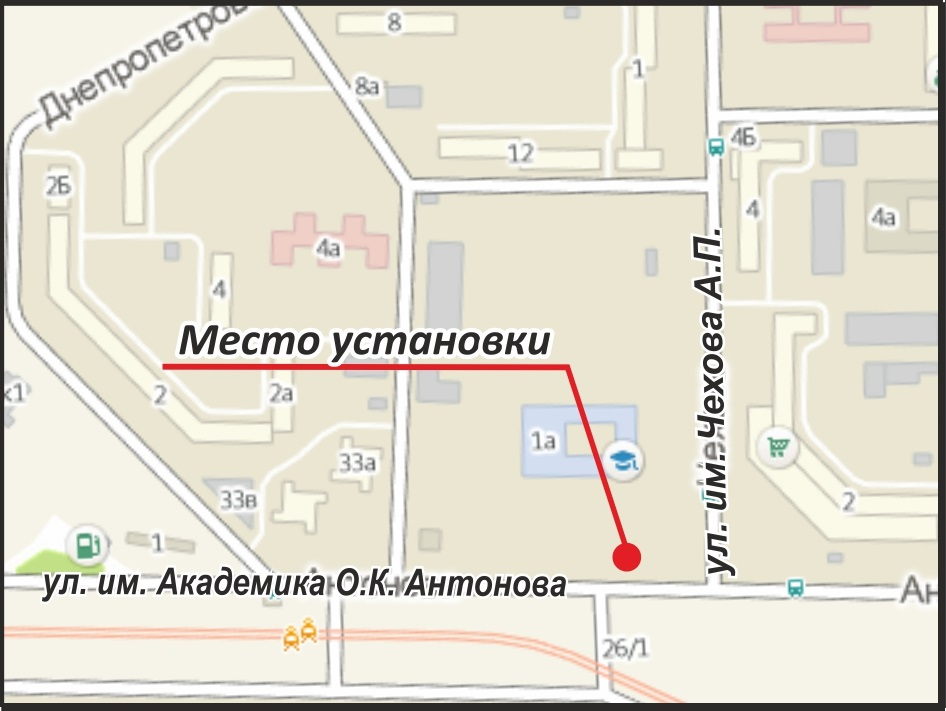 Днепропетров
8
1
8а
12
4Б
2Б
4
4а
4а
4
Место установки
ул. им. Чехова А.П.
к1
2
2а
1а
33а
33в
2
1
ул. им. Академика О.К. Антонова
Ан
26/1